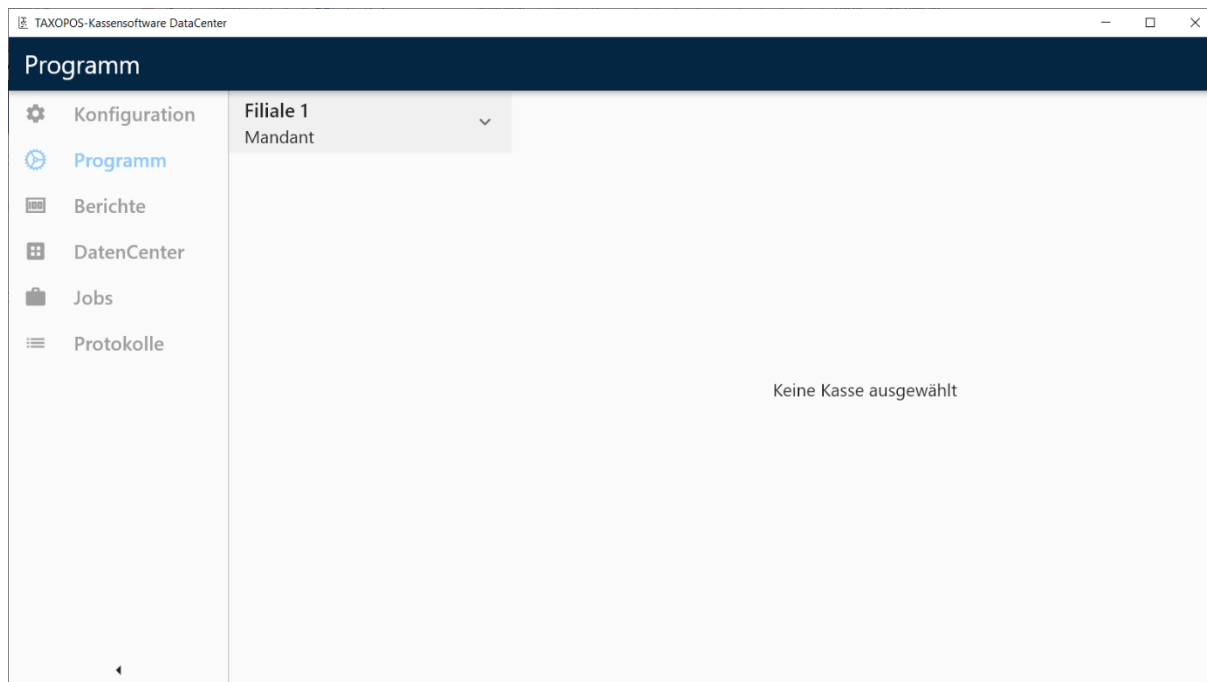 TAXOPOS-Kassensoftware DataCenter
Programm
Konfiguration
Programm
Berichte
DatenCenter
Jobs
Protokolle
Filiale 1
Mandant
Keine Kasse ausgewählt